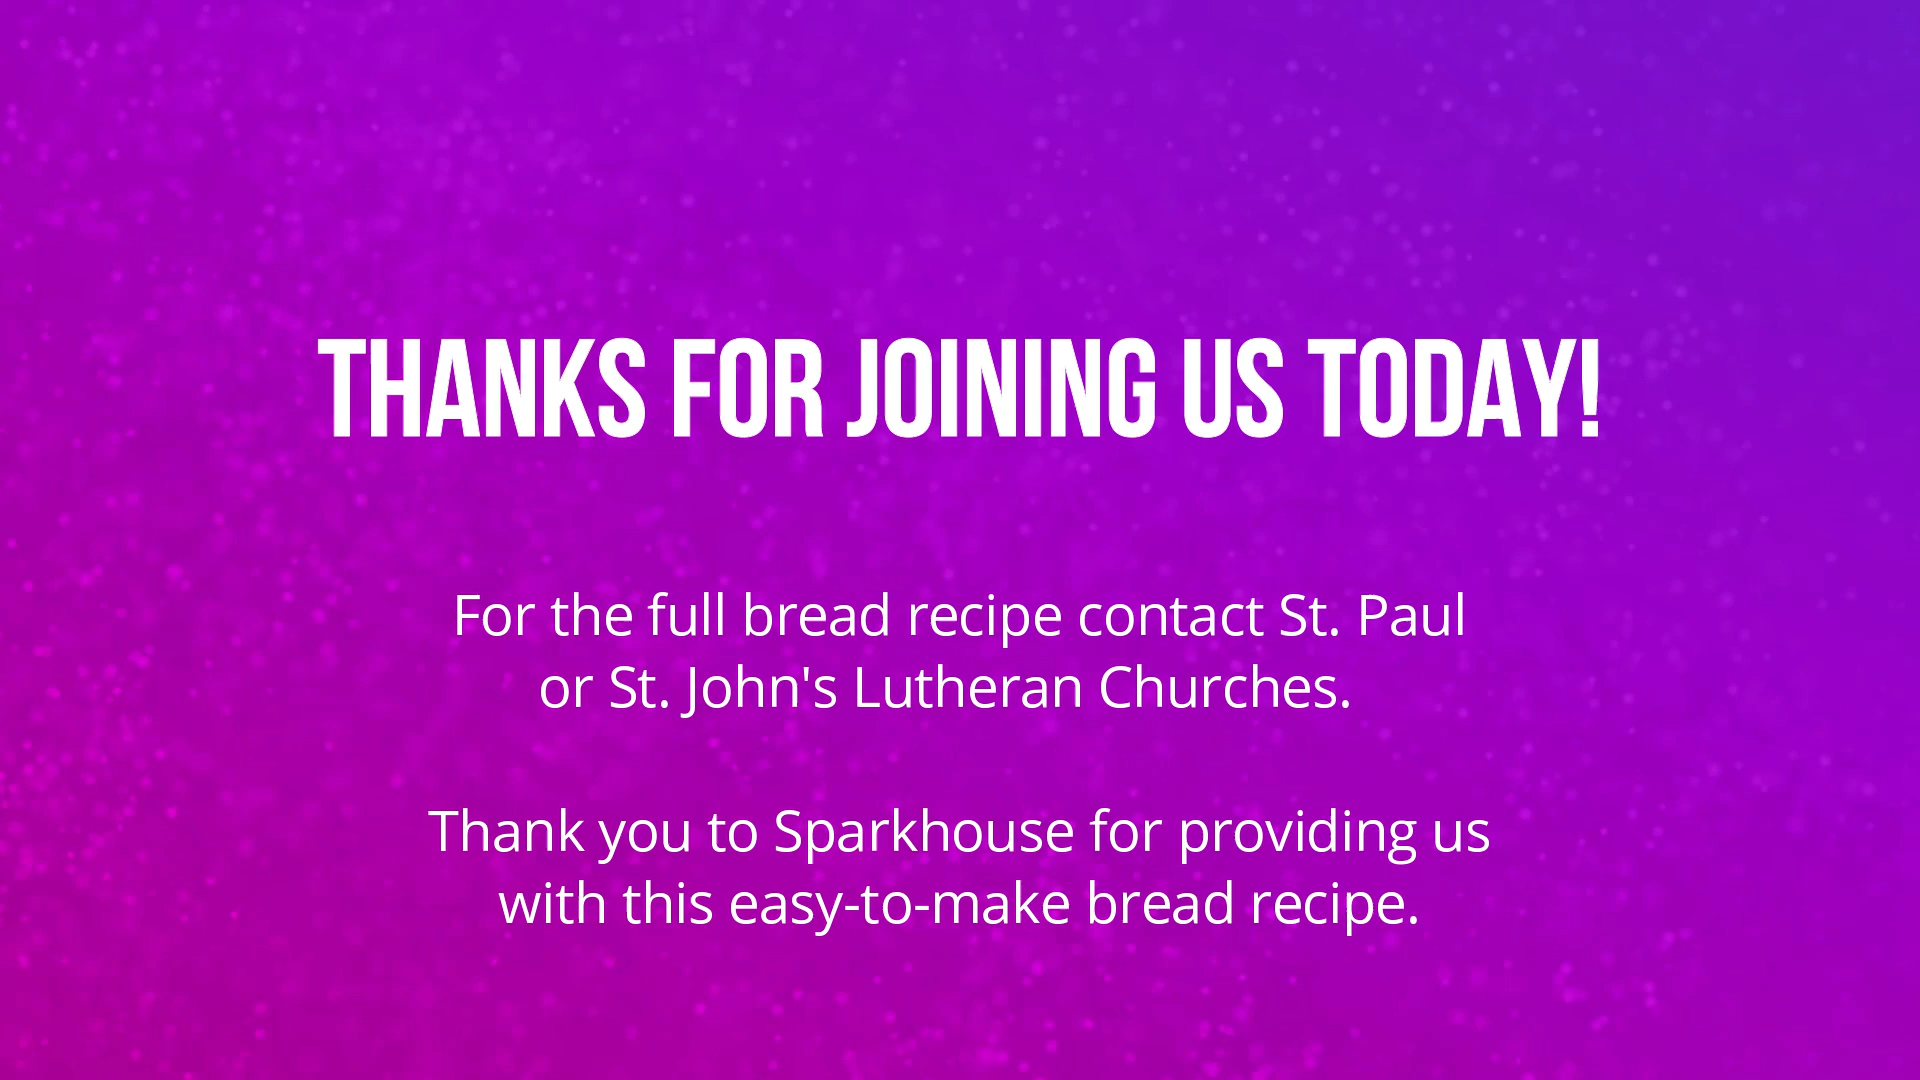 THANKS FOR JOINING US TODAY!
For the full bread recipe contact St. Paul
or St. John's Lutheran Churches.
Thank you to Sparkhouse for providing us
with this easy-to-make bread recipe.